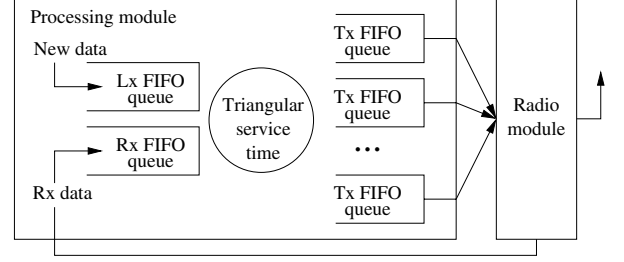 Processing module
New data
Lx FIFO
queue
Rx FIFO
queue
Rx data
Triangular
service
time
Tx FIFO
queue
Tx FIFO
queue
...
Tx FIFO
queue
Radio
module